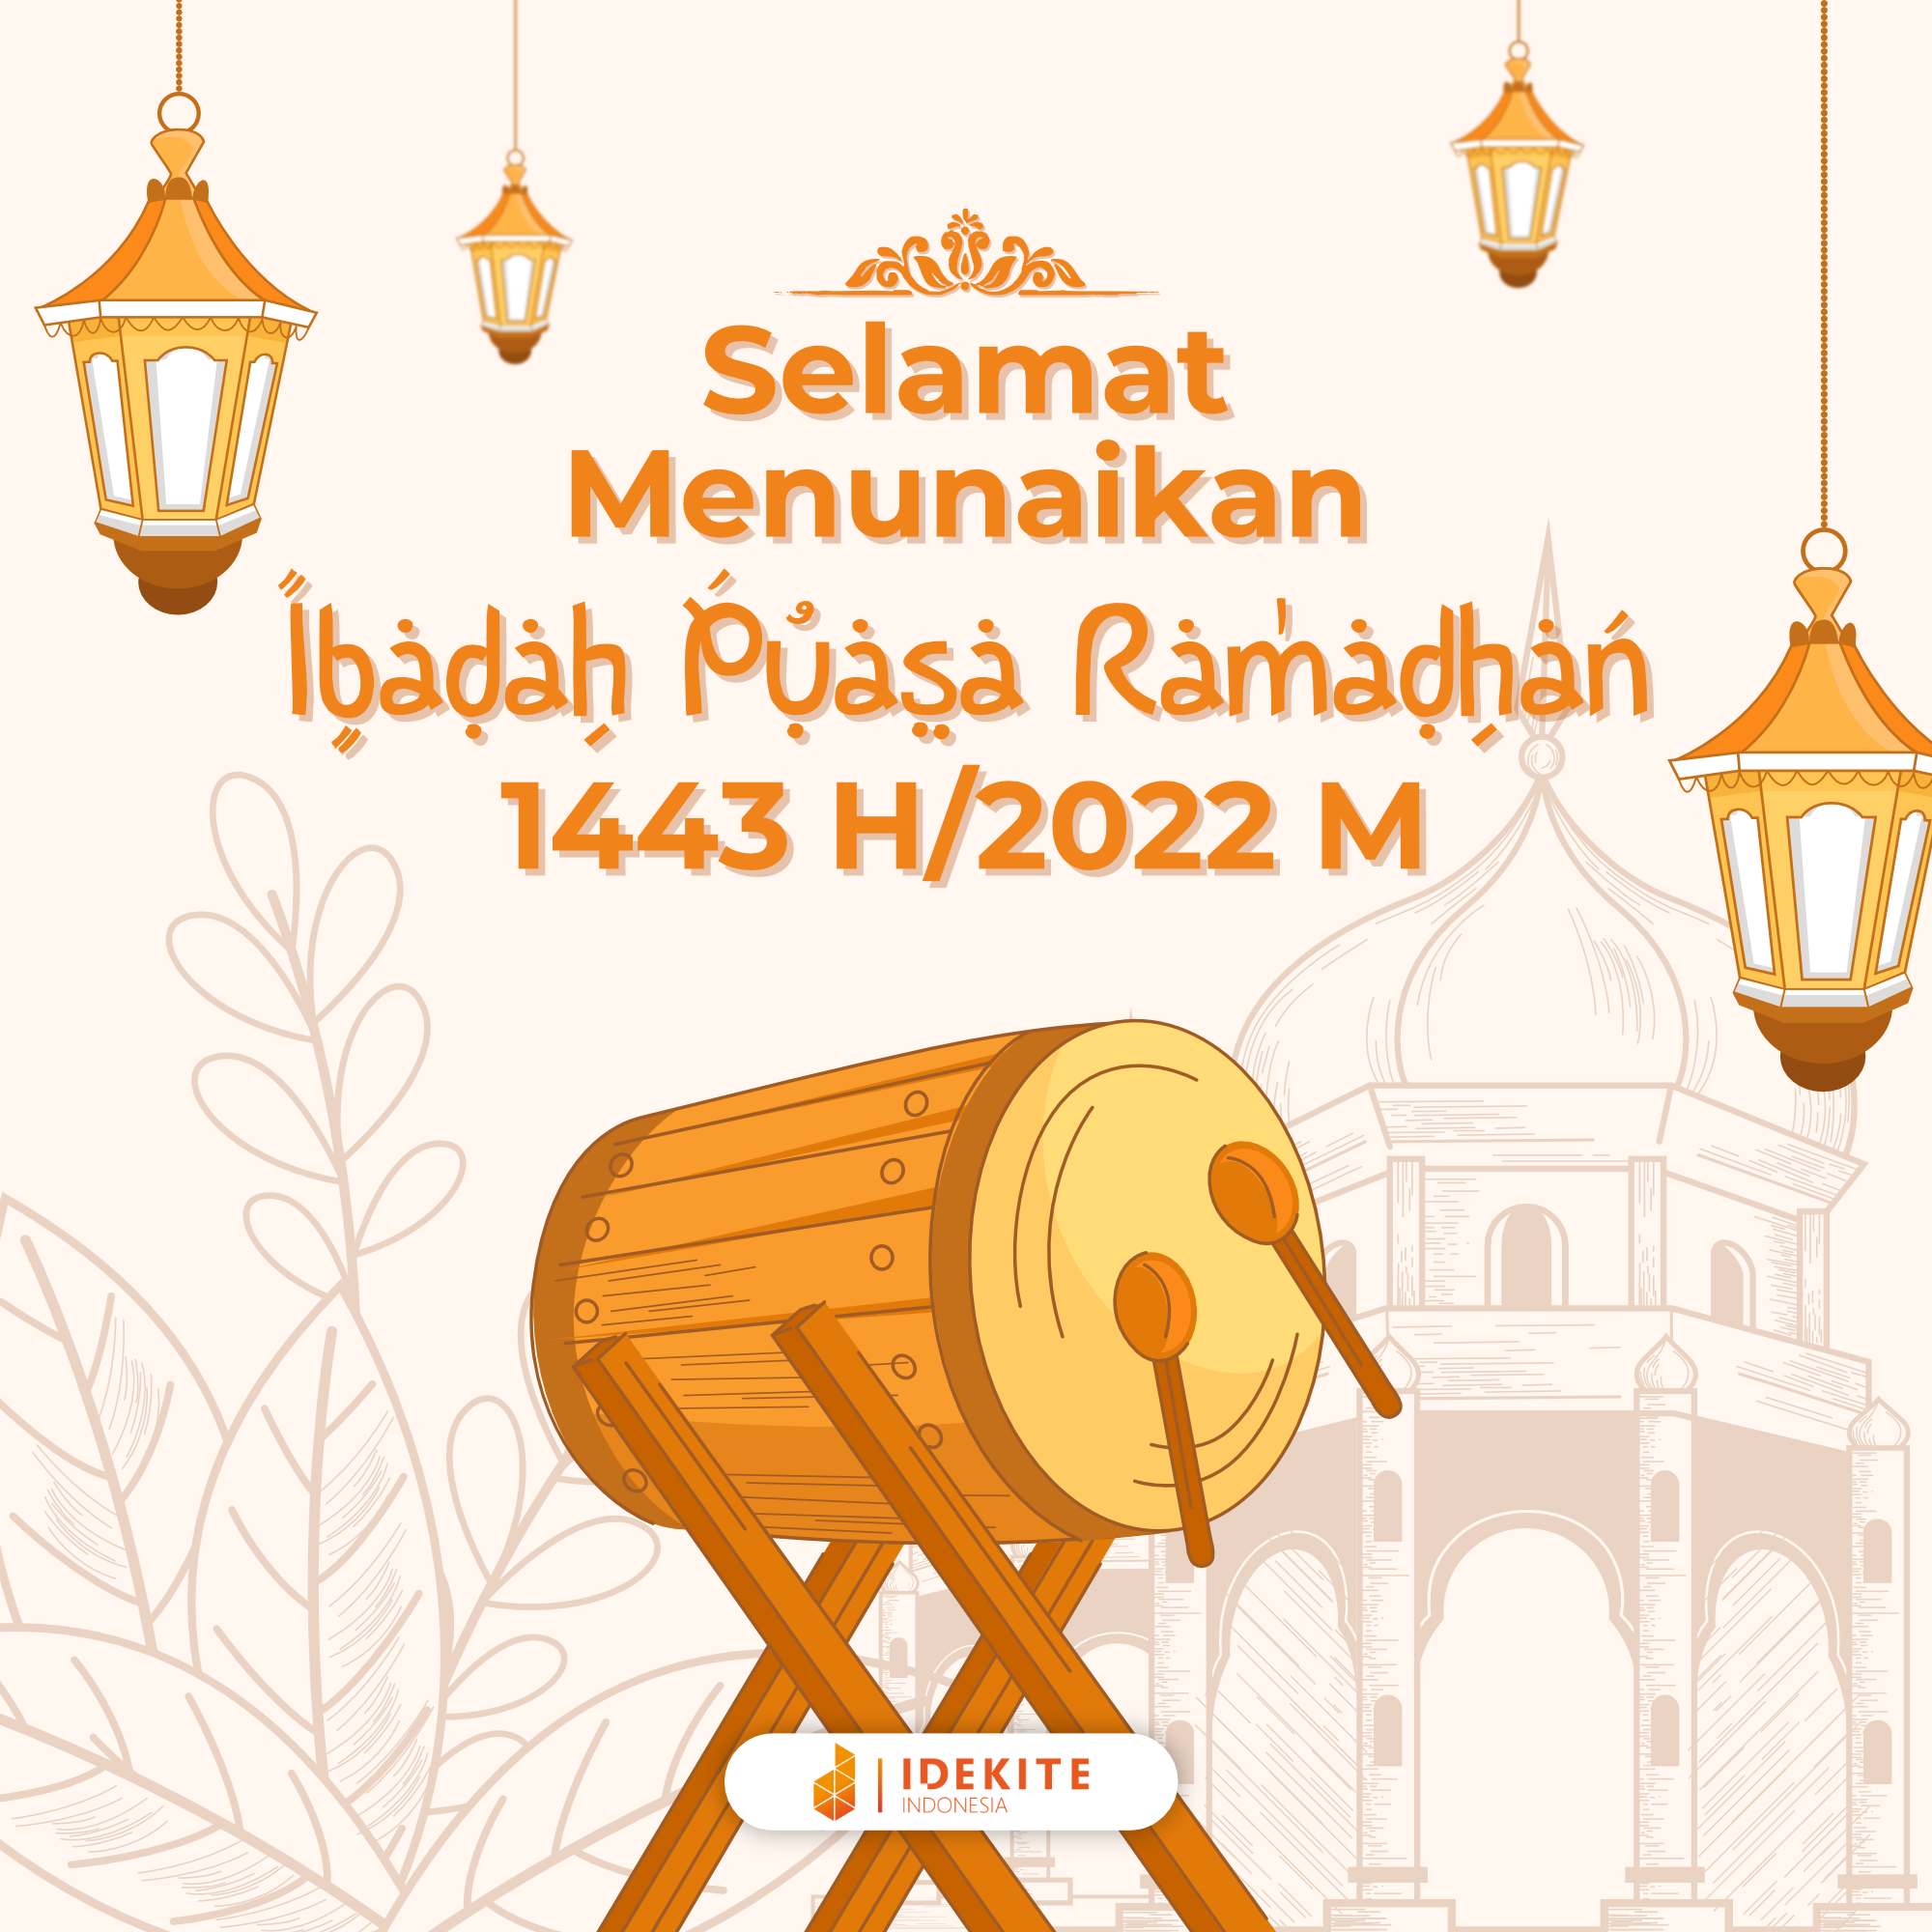 Selamat
Menunaikan
Ibadah Puasa Ramadhan
1443 H/2022 M
IDEKITE
INDONESIA